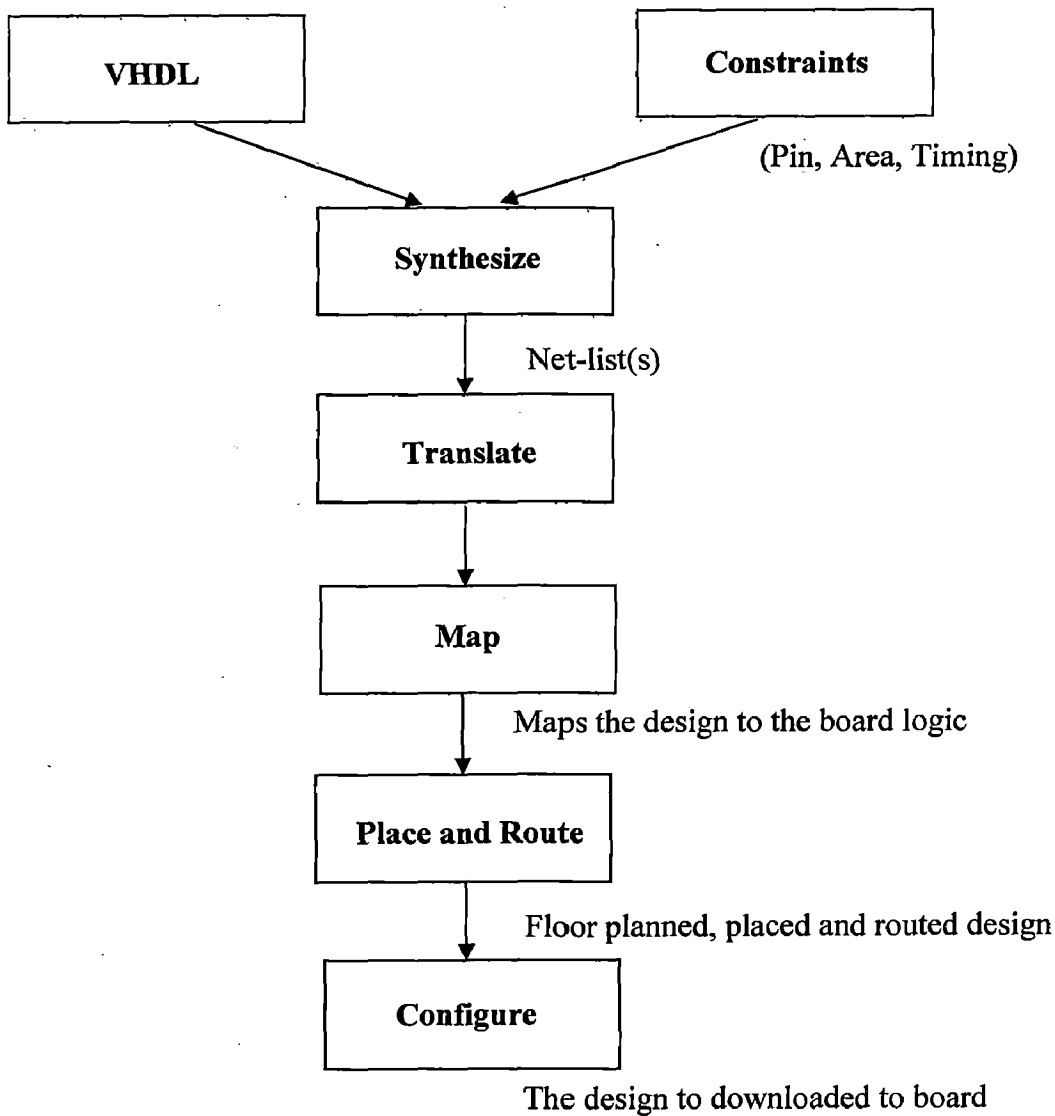 VHDL
Constraints
(Pin, Area, Timing)
Synthesize
Net-list(s)
Translate
Map
Maps the design to the board logic
Place and Route
Floor planned, placed and routed design
Configure
The design to downloaded to board